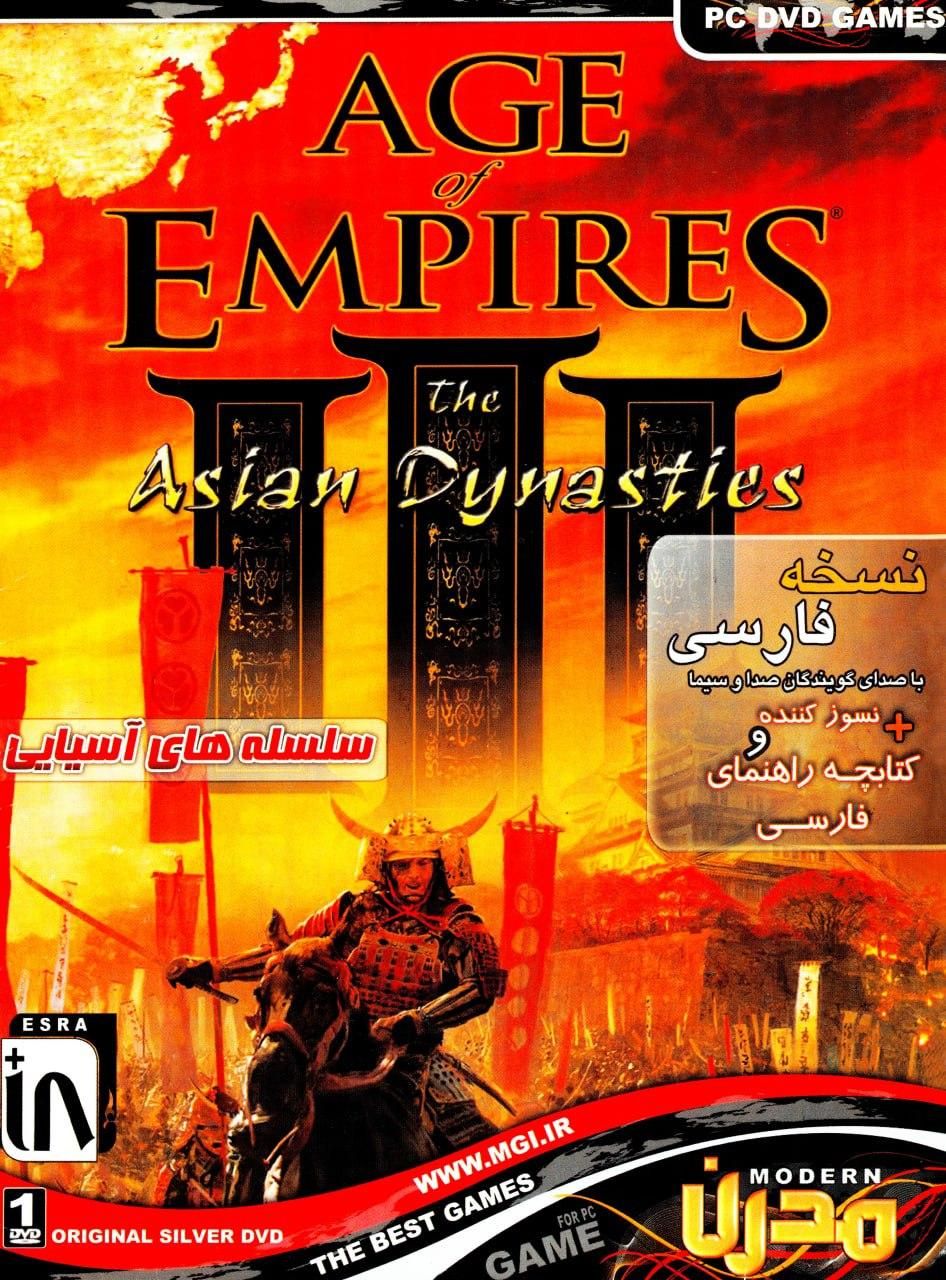 PC DVD GAMES
AGE
of
EMPIRES®
III
The
Asian Dynasties
نسخه
فارسی
با صدای گویندگان صدا و سیما
+ نسوز کننده
و
کتابچه راهنمای
فارسی
سلسله های آسیایی
ESRA
+۱۸
WWW.MGI.IR
THE BEST GAMES
FOR PC
GAME
MODERN
مدرن
1
DVD
ORIGINAL SILVER DVD